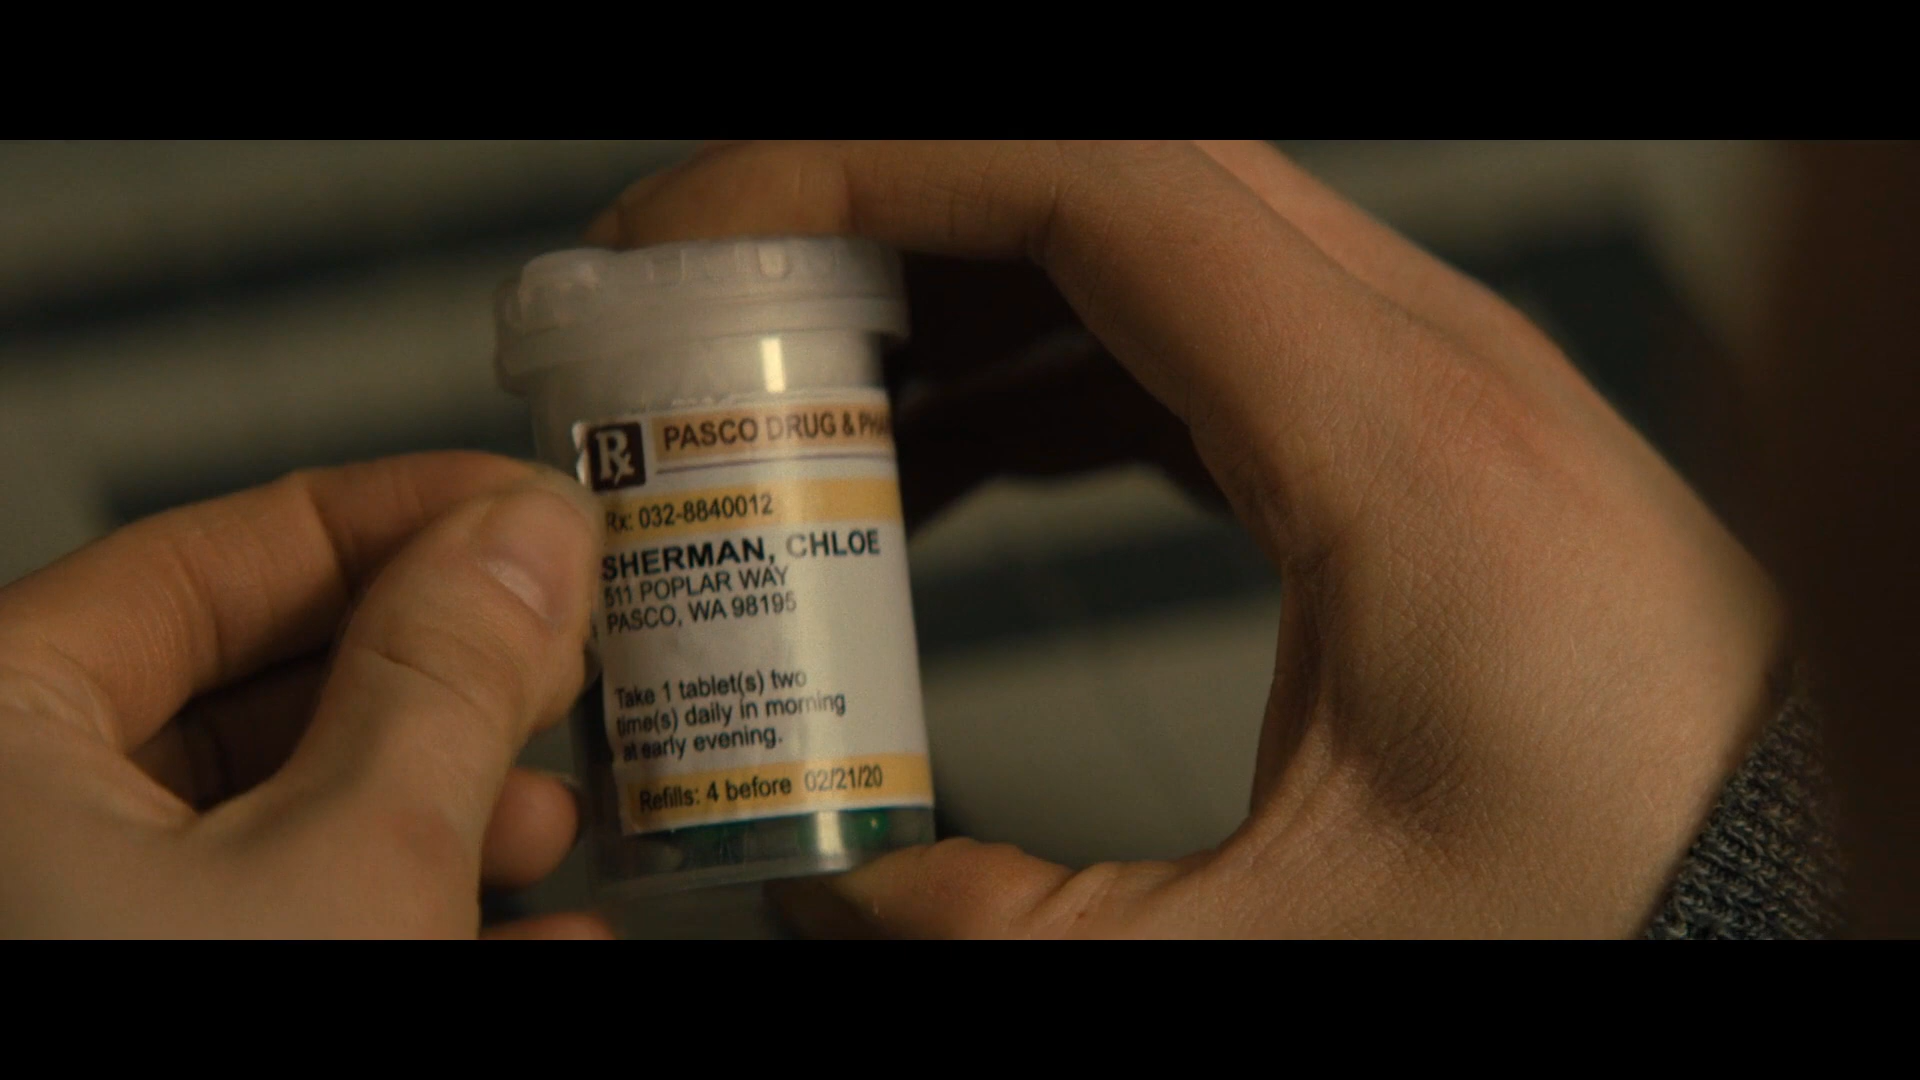 Rx PASCO DRUG & PHA
Rx: 032-8840012
SHERMAN, CHLOE
511 POPLAR WAY
PASCO, WA 98195
Take 1 tablet(s) two
time(s) daily in morning
at early evening.
Refills: 4 before 02/21/20